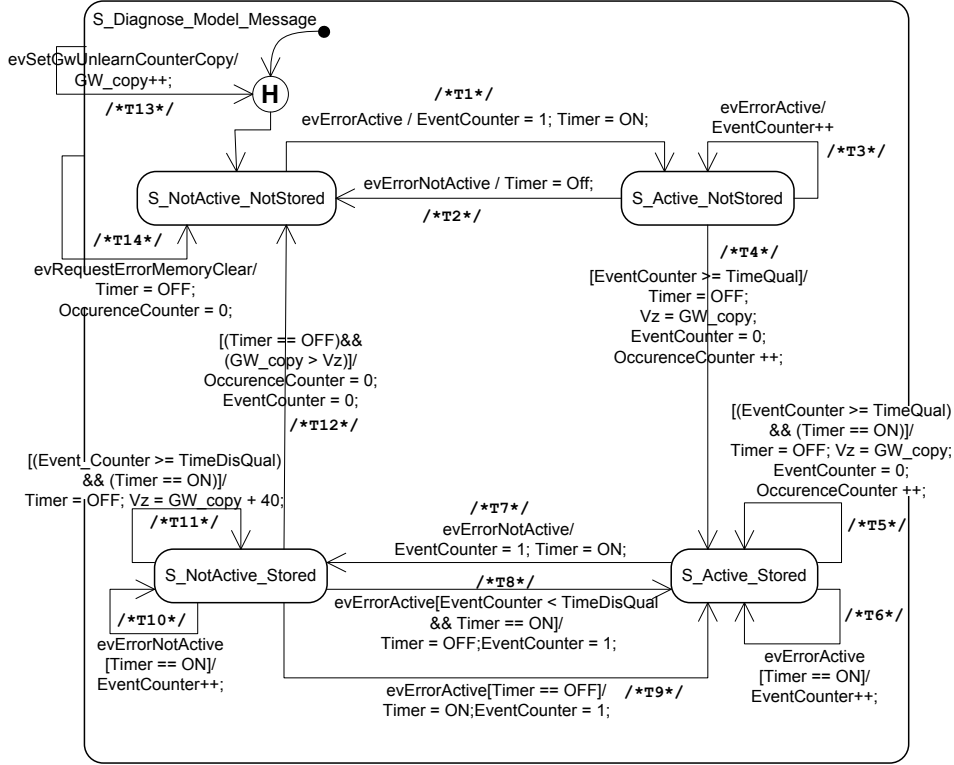 S_Diagnose_Model_Message
evSetGwUnlearnCounterCopy/
GW_copy++;
/*T13*/
H
/*T1*/
evErrorActive / EventCounter = 1; Timer = ON;
evErrorActive/
EventCounter++
/*T3*/
S_NotActive_NotStored
evErrorNotActive / Timer = Off;
/*T2*/
S_Active_NotStored
/*T14*/
evRequestErrorMemoryClear/
Timer = OFF;
OccurenceCounter = 0;
/*T4*/
[EventCounter >= TimeQual]/
Timer = OFF;
Vz = GW_copy;
EventCounter = 0;
OccurenceCounter ++;
[(Timer == OFF)&&
(GW_copy > Vz)]/
OccurenceCounter = 0;
EventCounter = 0;
/*T12*/
[(EventCounter >= TimeQual)
&& (Timer == ON)]/
Timer = OFF; Vz = GW_copy;
EventCounter = 0;
OccurenceCounter ++;
/*T5*/
[(Event_Counter >= TimeDisQual)
&& (Timer == ON)]/
Timer = OFF; Vz = GW_copy + 40;
/*T11*/
/*T7*/
evErrorNotActive/
EventCounter = 1; Timer = ON;
S_NotActive_Stored
S_Active_Stored
/*T8*/
evErrorActive[EventCounter < TimeDisQual
&& Timer == ON]/
Timer = OFF;EventCounter = 1;
/*T10*/
evErrorNotActive
[Timer == ON]/
EventCounter++;
/*T6*/
evErrorActive
[Timer == ON]/
EventCounter++;
evErrorActive[Timer == OFF]/
Timer = ON;EventCounter = 1;
/*T9*/